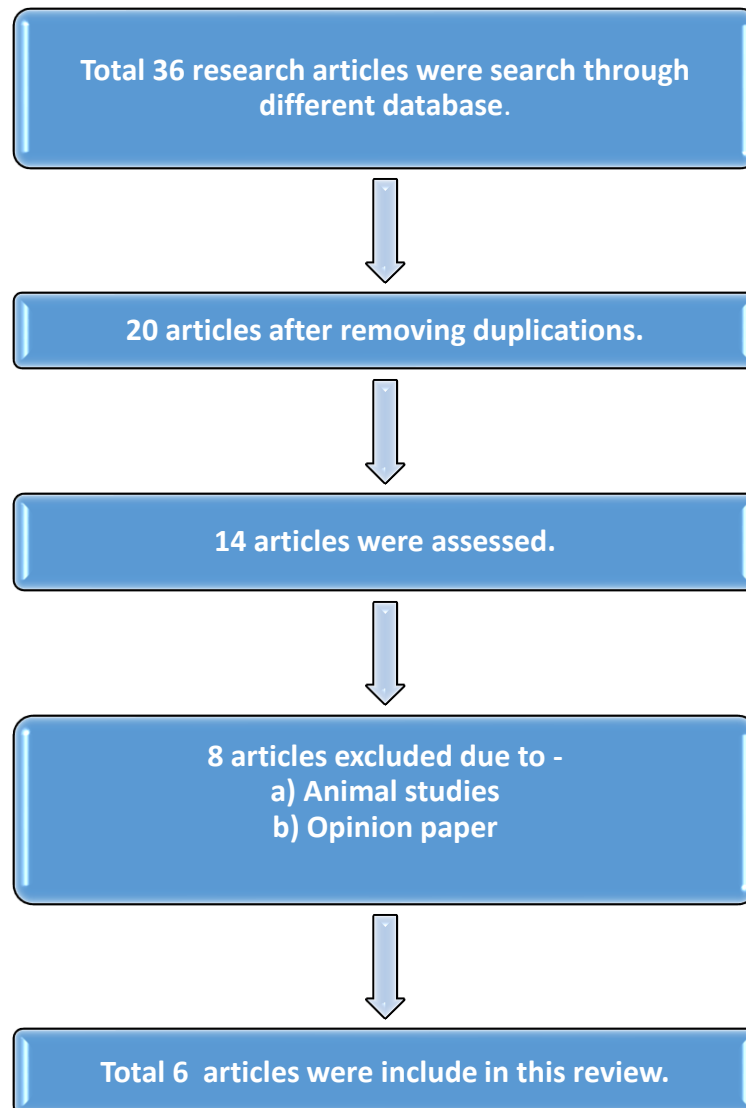 Total 36 research articles were search through
different database.
20 articles after removing duplications.
14 articles were assessed.
8 articles excluded due to -
a) Animal studies
b) Opinion paper
Total 6  articles were include in this review.